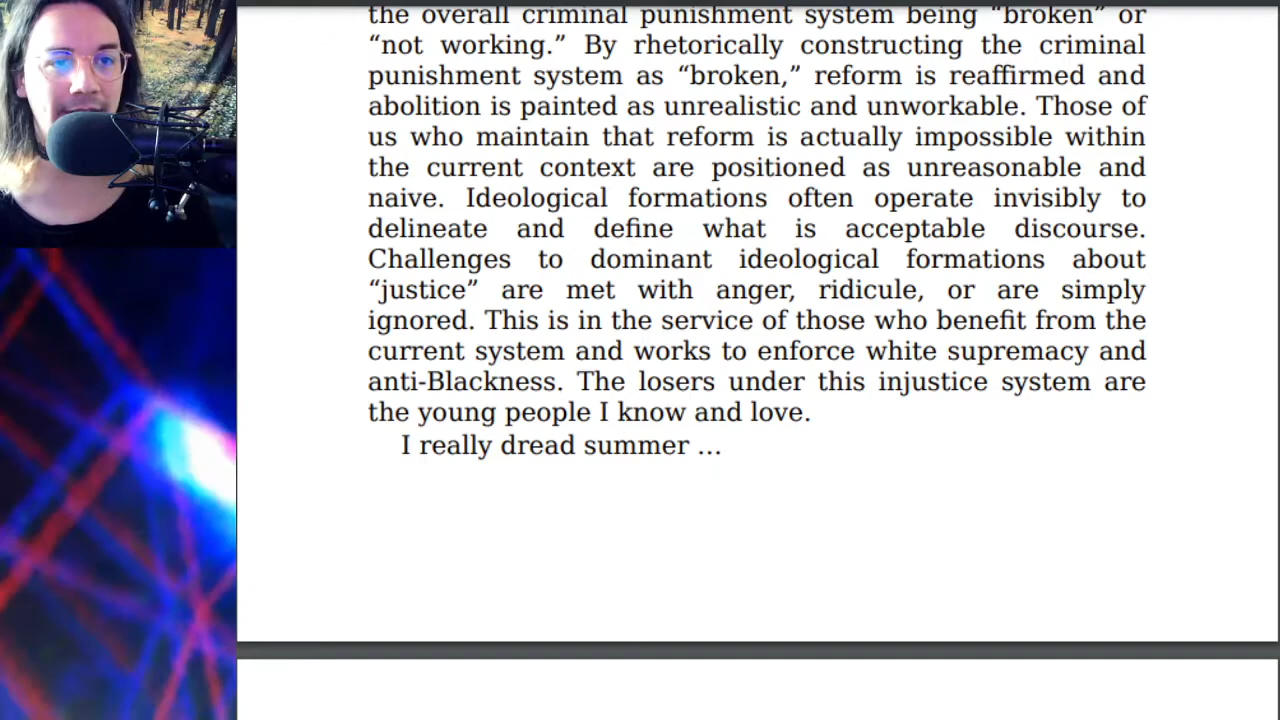 the overall criminal punishment system being “broken” or
“not working.” By rhetorically constructing the criminal
punishment system as “broken,” reform is reaffirmed and
abolition is painted as unrealistic and unworkable. Those of
us who maintain that reform is actually impossible within
the current context are positioned as unreasonable and
naive. Ideological formations often operate invisibly to
delineate and define what is acceptable discourse.
Challenges to dominant ideological formations about
“justice” are met with anger, ridicule, or are simply
ignored. This is in the service of those who benefit from the
current system and works to enforce white supremacy and
anti-Blackness. The losers under this injustice system are
the young people I know and love.
I really dread summer …